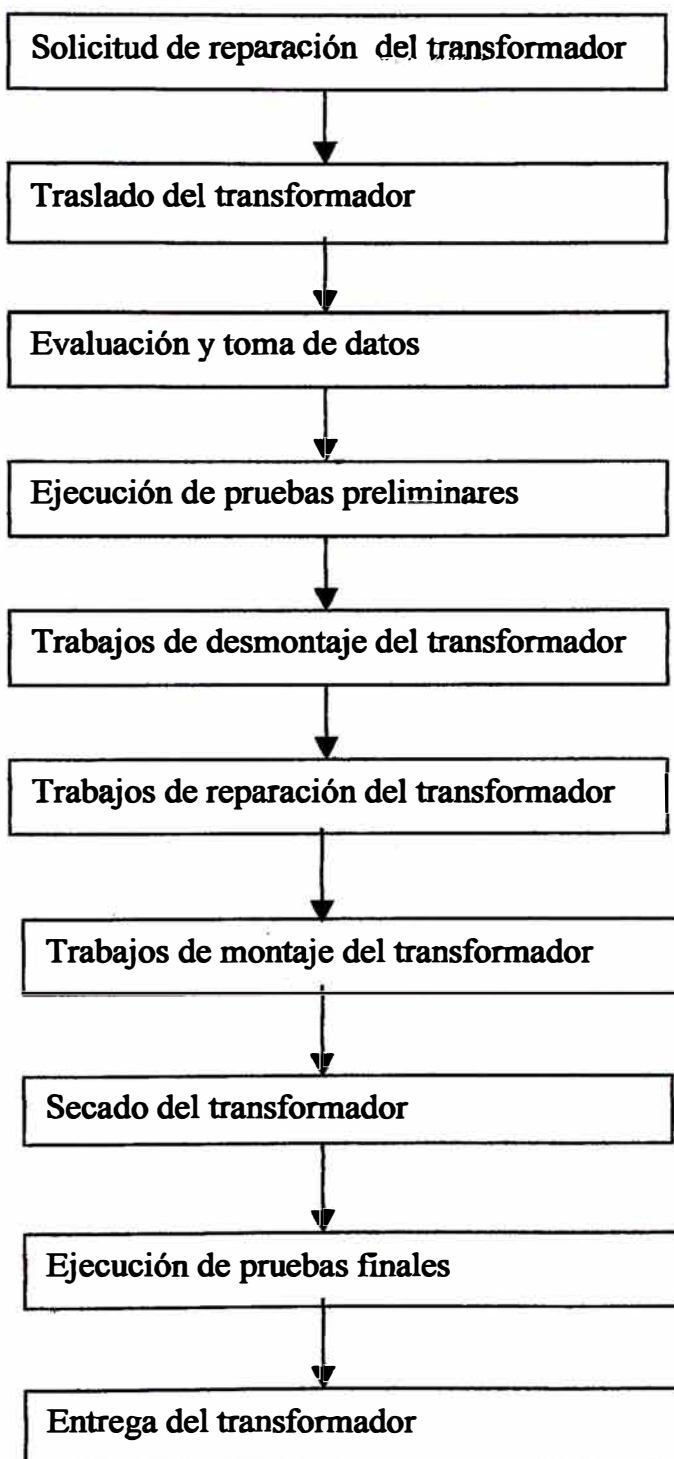 Solicitud de reparación del transformador
Traslado del transformador
Evaluación y toma de datos
Ejecución de pruebas preliminares
Trabajos de desmontaje del transformador
Trabajos de reparación del transformador
Trabajos de montaje del transformador
Secado del transformador
Ejecución de pruebas finales
Entrega del transformador